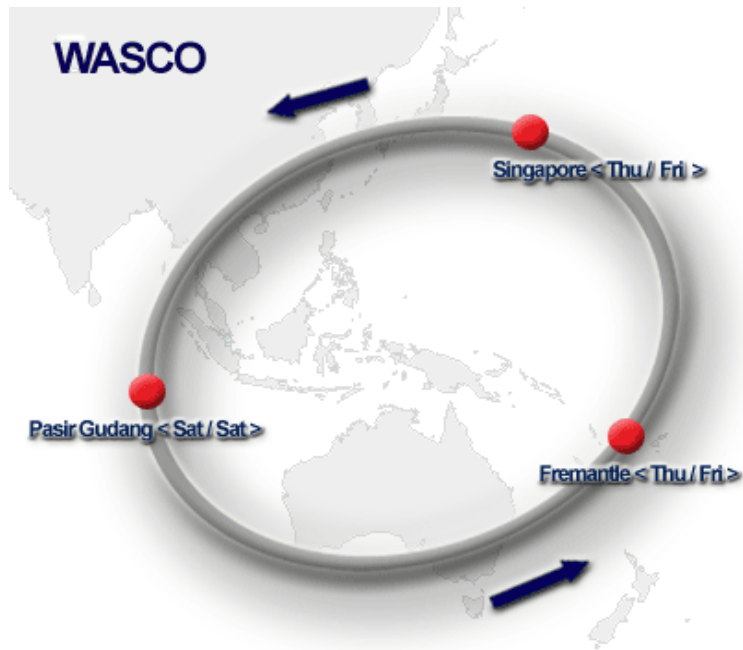 WASCO
Singapore < Thu / Fri >
Pasir Gudang < Sat / Sat >
Fremantle < Thu / Fri >